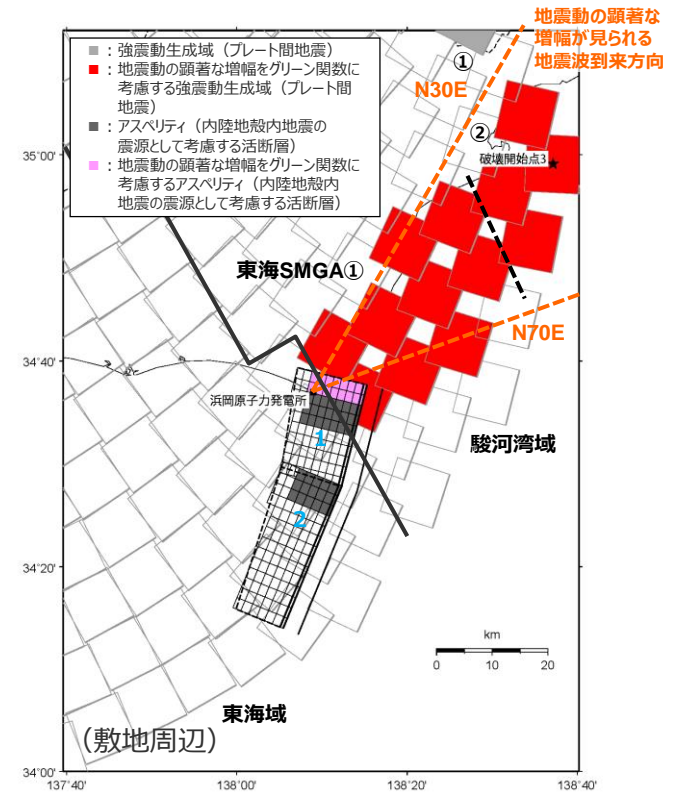 地震動の顕著な
増幅が見られる
地震波到来方向
■：強震動生成域（プレート間地震）
■：地震動の顕著な増幅をグリーン関数に
考慮する強震動生成域（プレート間
地震）
■：アスペリティ（内陸地殻内地震の
震源として考慮する活断層）
■：地震動の顕著な増幅をグリーン関数に
考慮するアスペリティ（内陸地殻内
地震の震源として考慮する活断層）
①
N30E
②
破壊開始点3
35°00'
東海SMGA①
N70E
34°40'
浜岡原子力発電所
駿河湾域
1
2
34°20'
km
0 10 20
東海域
（敷地周辺）
34°00'
137°40' 138°00' 138°20' 138°40'